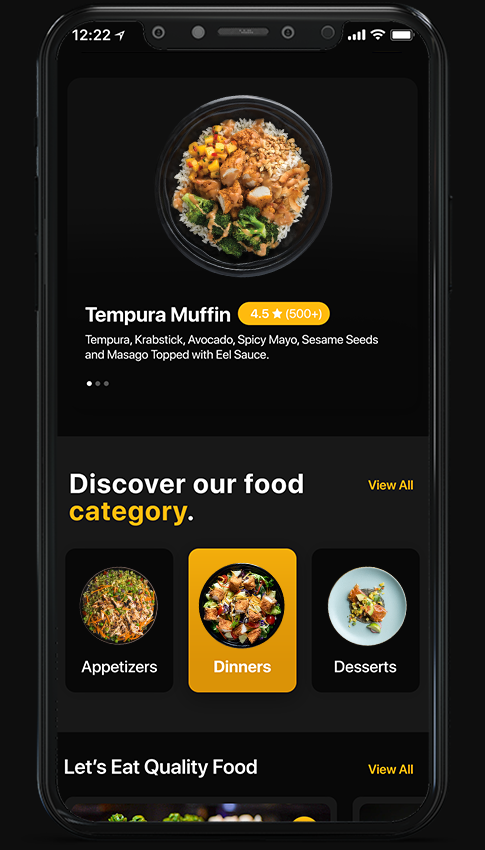 12:22
Tempura Muffin 4.5 ★ (500+)
Tempura, Krabstick, Avocado, Spicy Mayo, Sesame Seeds
and Masago Topped with Eel Sauce.
Discover our food View All
category.
Appetizers Dinners Desserts
Let's Eat Quality Food View All